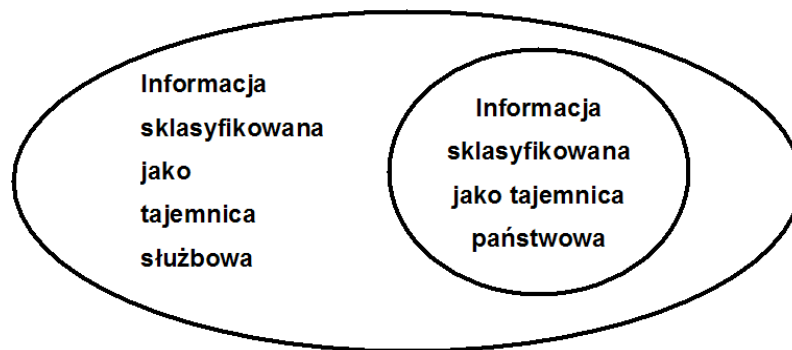 Informacja
sklasyfikowana
jako
tajemnica
służbowa
Informacja
sklasyfikowana
jako tajemnica
państwowa